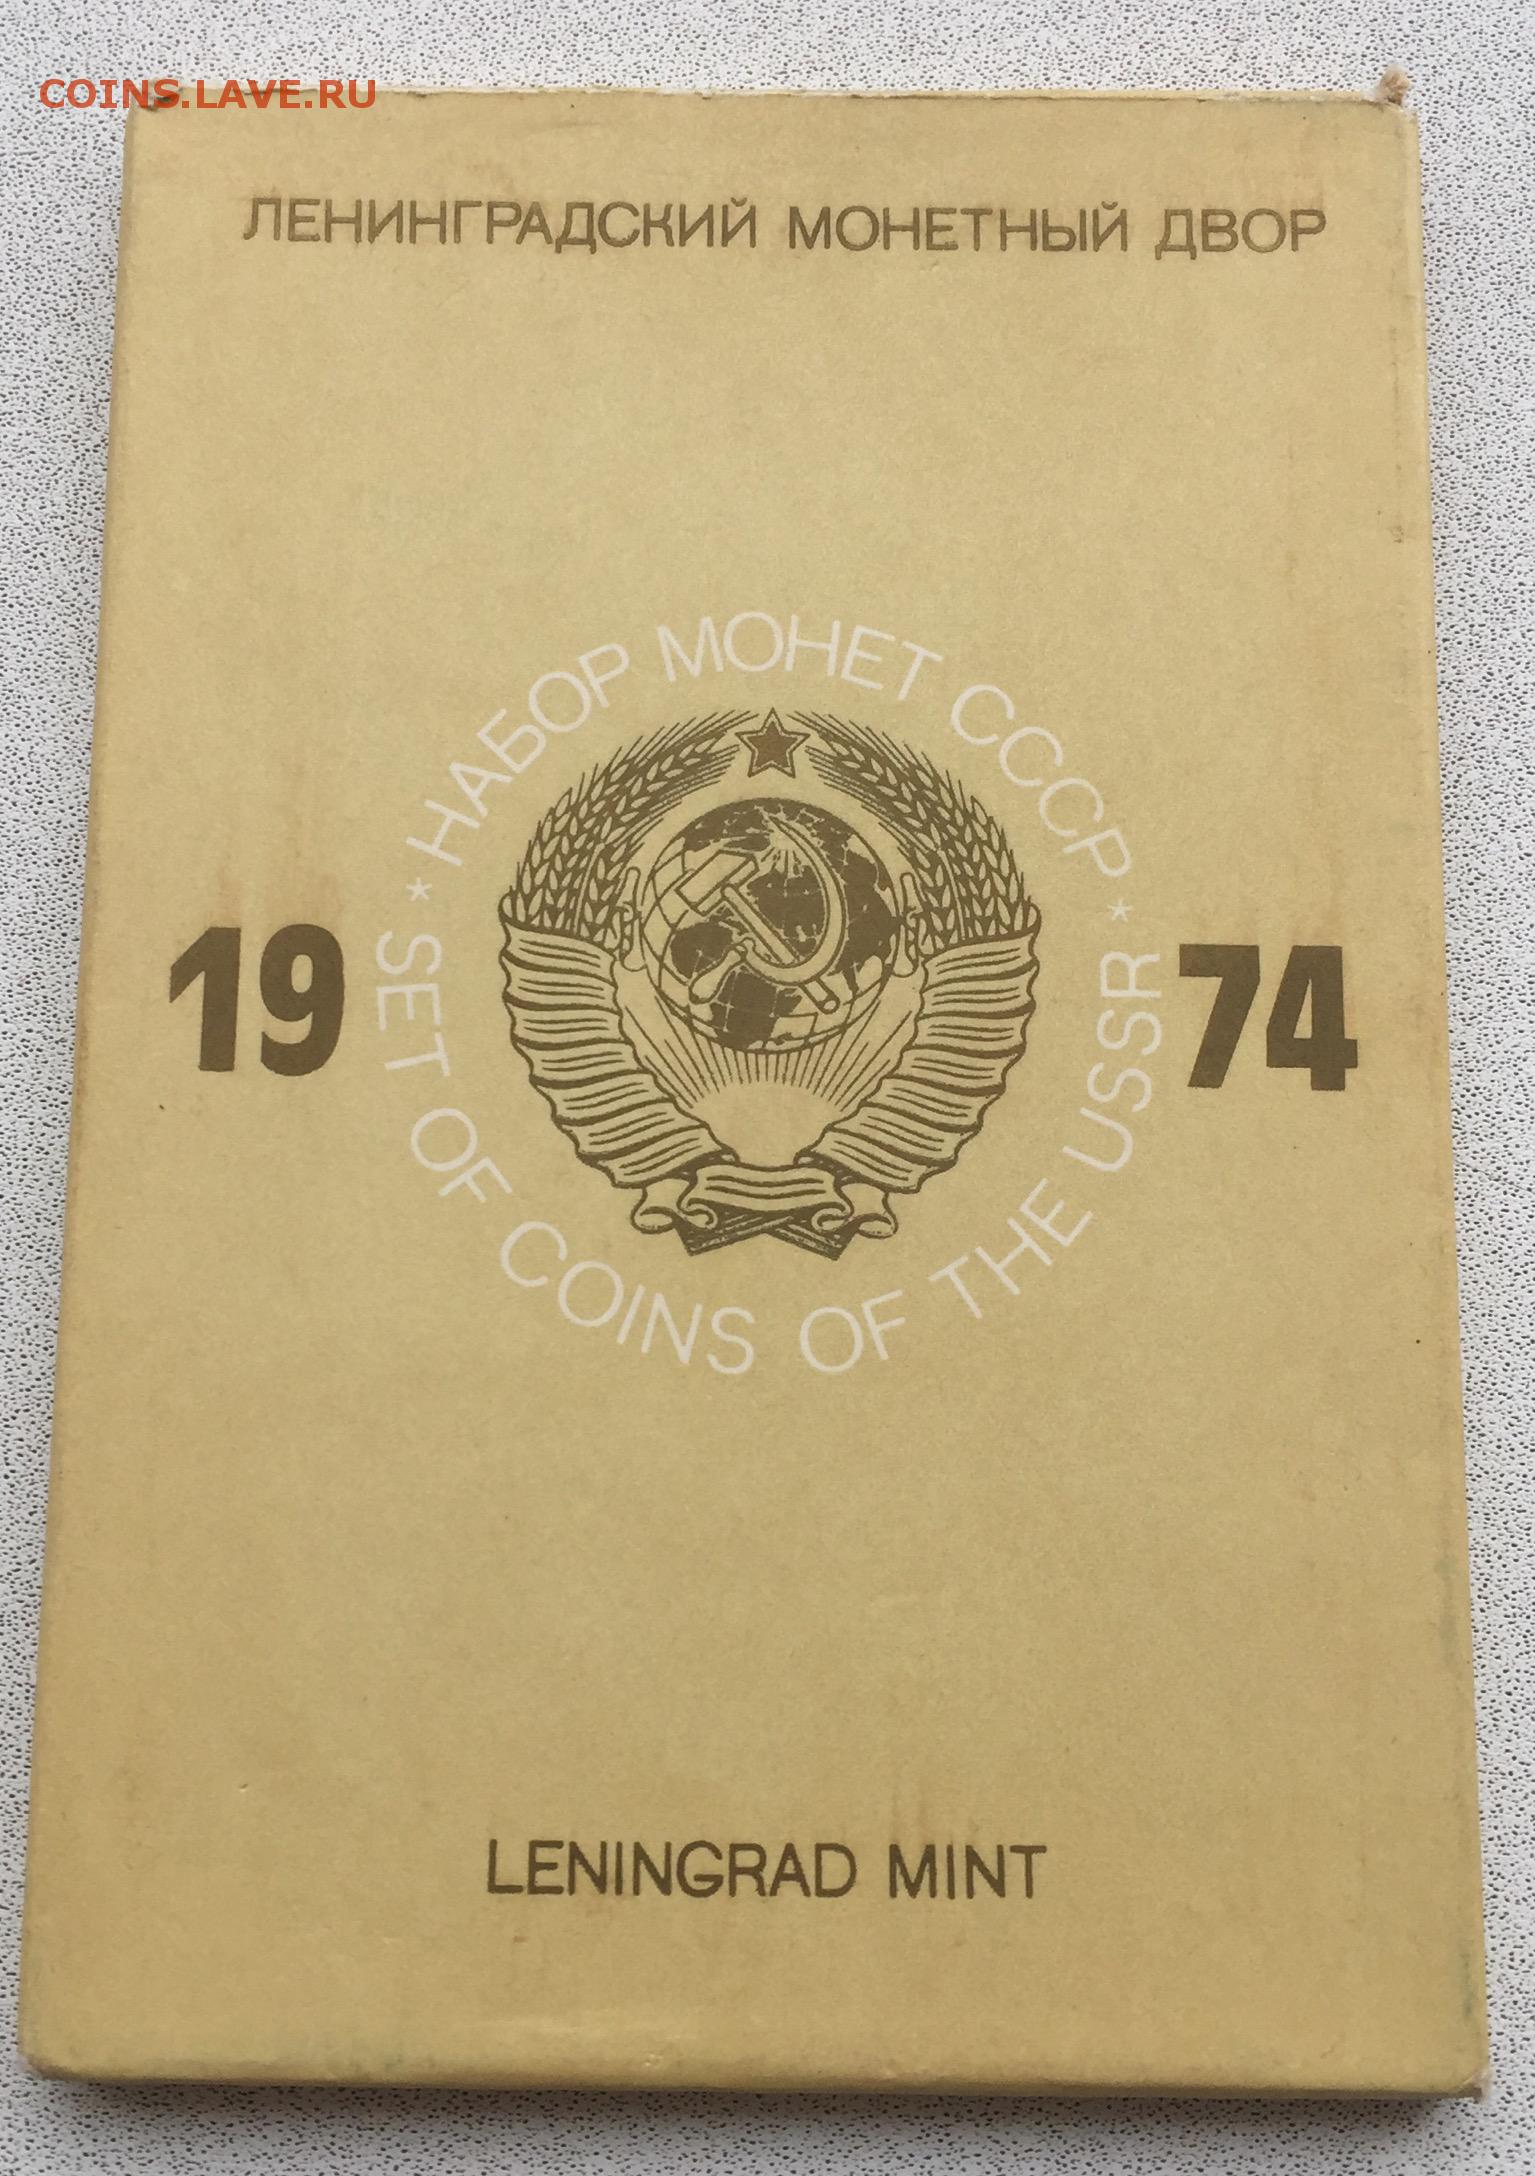 COINS.LAVE.RU
ЛЕНИНГРАДСКИЙ МОНЕТНЫЙ ДВОР
* НАБОР МОНЕТ СССР *
19
74
SET OF COINS OF THE USSR
LENINGRAD MINT